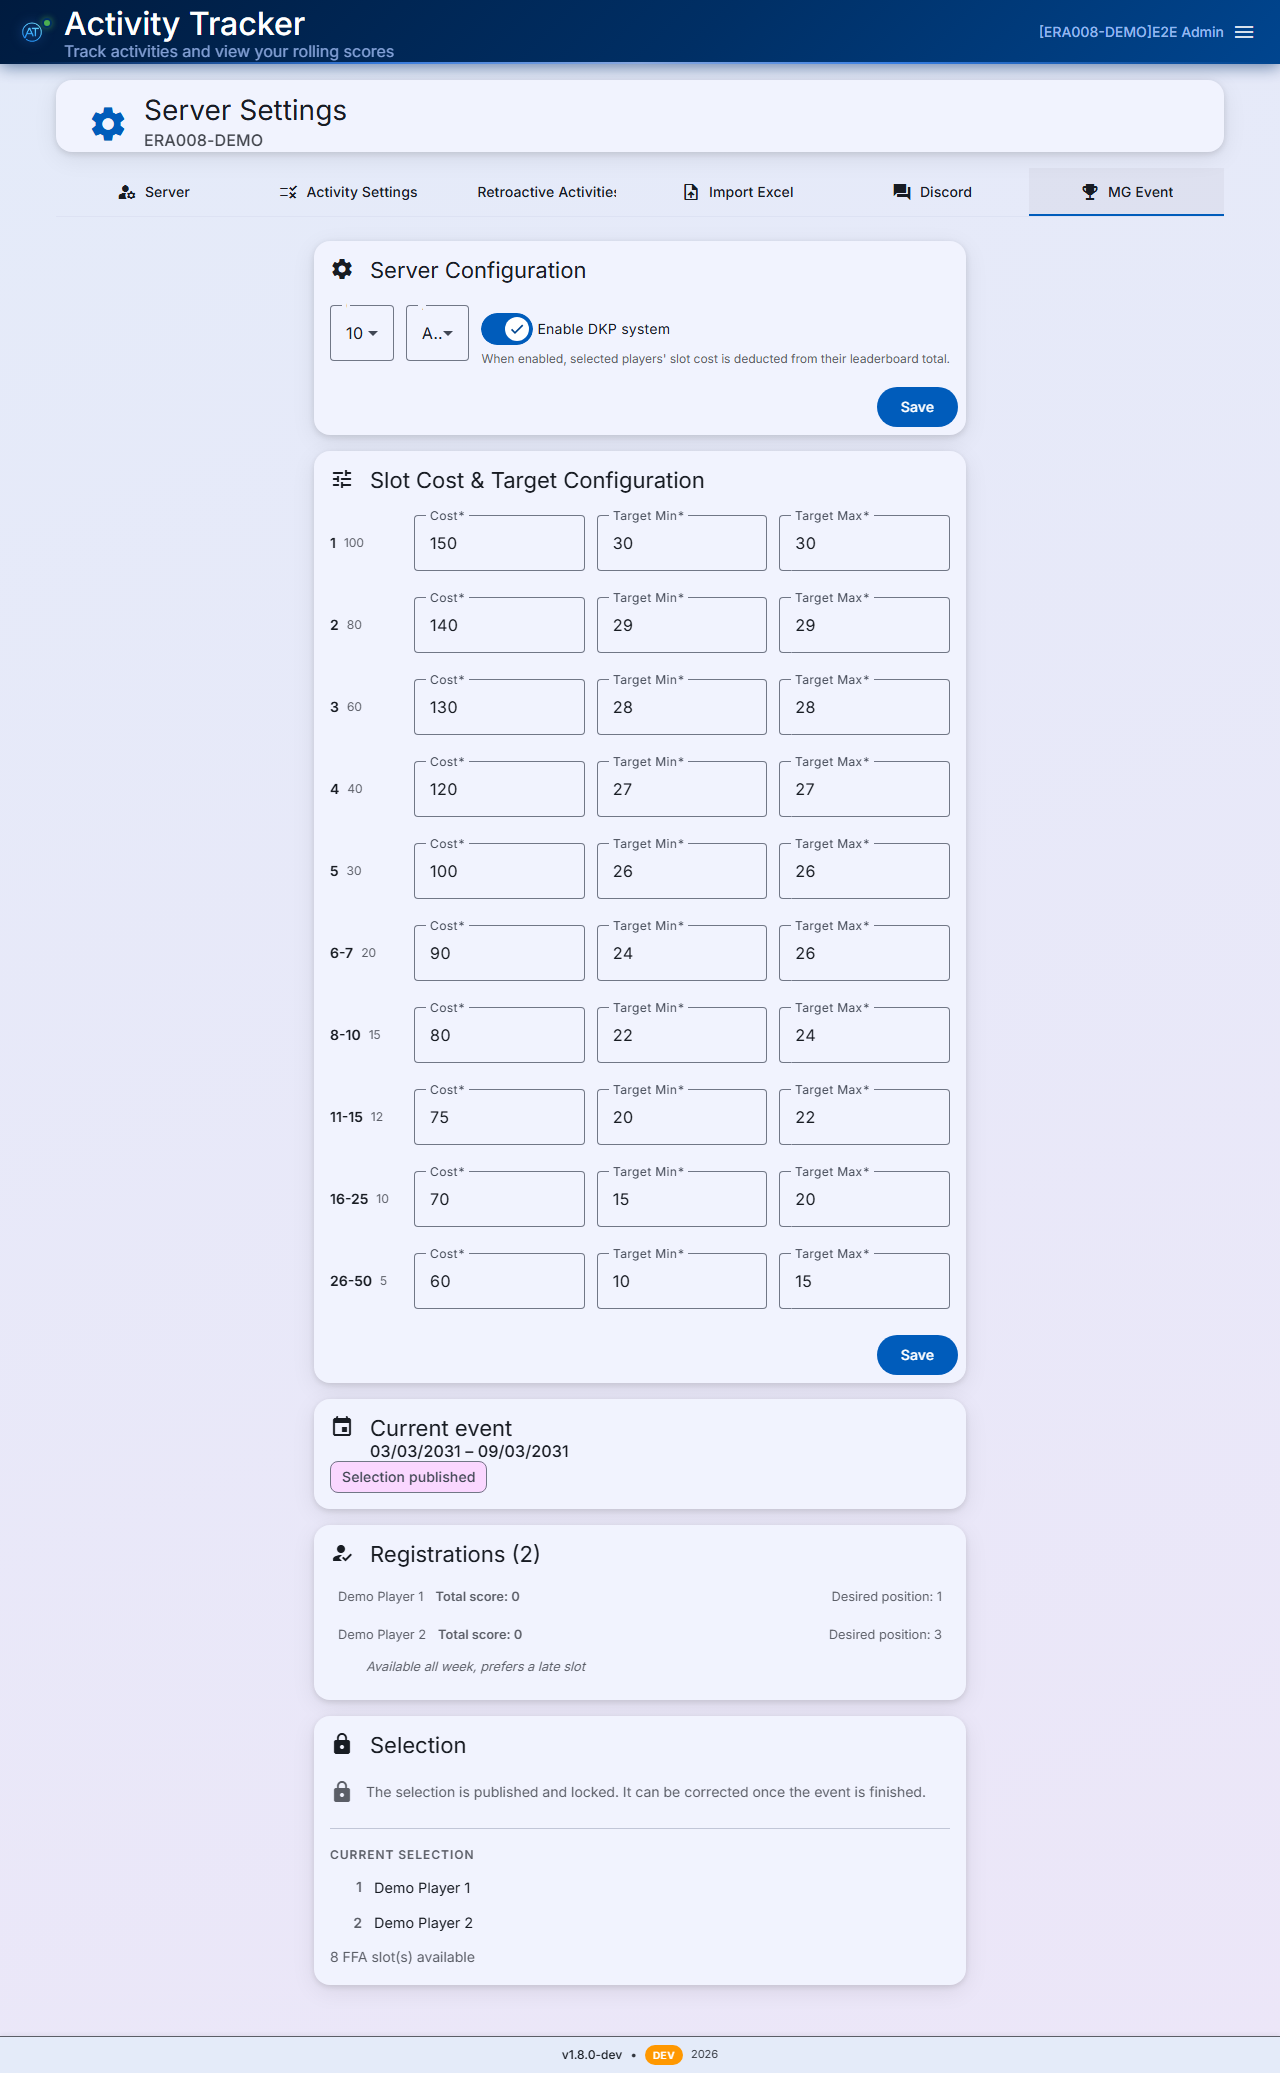 AT
Activity Tracker
Track activities and view your rolling scores
[ERA008-DEMO]E2E Admin
Server Settings
ERA008-DEMO
Server
Activity Settings
Retroactive Activities
Import Excel
Discord
MG Event
Server Configuration
10
A..
Enable DKP system
When enabled, selected players' slot cost is deducted from their leaderboard total.
Save
Slot Cost & Target Configuration
Cost* Target Min* Target Max*
1 100 150 30 30
Cost* Target Min* Target Max*
2 80 140 29 29
Cost* Target Min* Target Max*
3 60 130 28 28
Cost* Target Min* Target Max*
4 40 120 27 27
Cost* Target Min* Target Max*
5 30 100 26 26
Cost* Target Min* Target Max*
6-7 20 90 24 26
Cost* Target Min* Target Max*
8-10 15 80 22 24
Cost* Target Min* Target Max*
11-15 12 75 20 22
Cost* Target Min* Target Max*
16-25 10 70 15 20
Cost* Target Min* Target Max*
26-50 5 60 10 15
Save
Current event
03/03/2031 – 09/03/2031
Selection published
Registrations (2)
Demo Player 1 Total score: 0 Desired position: 1
Demo Player 2 Total score: 0 Desired position: 3
Available all week, prefers a late slot
Selection
The selection is published and locked. It can be corrected once the event is finished.
CURRENT SELECTION
1 Demo Player 1
2 Demo Player 2
8 FFA slot(s) available
v1.8.0-dev • DEV 2026